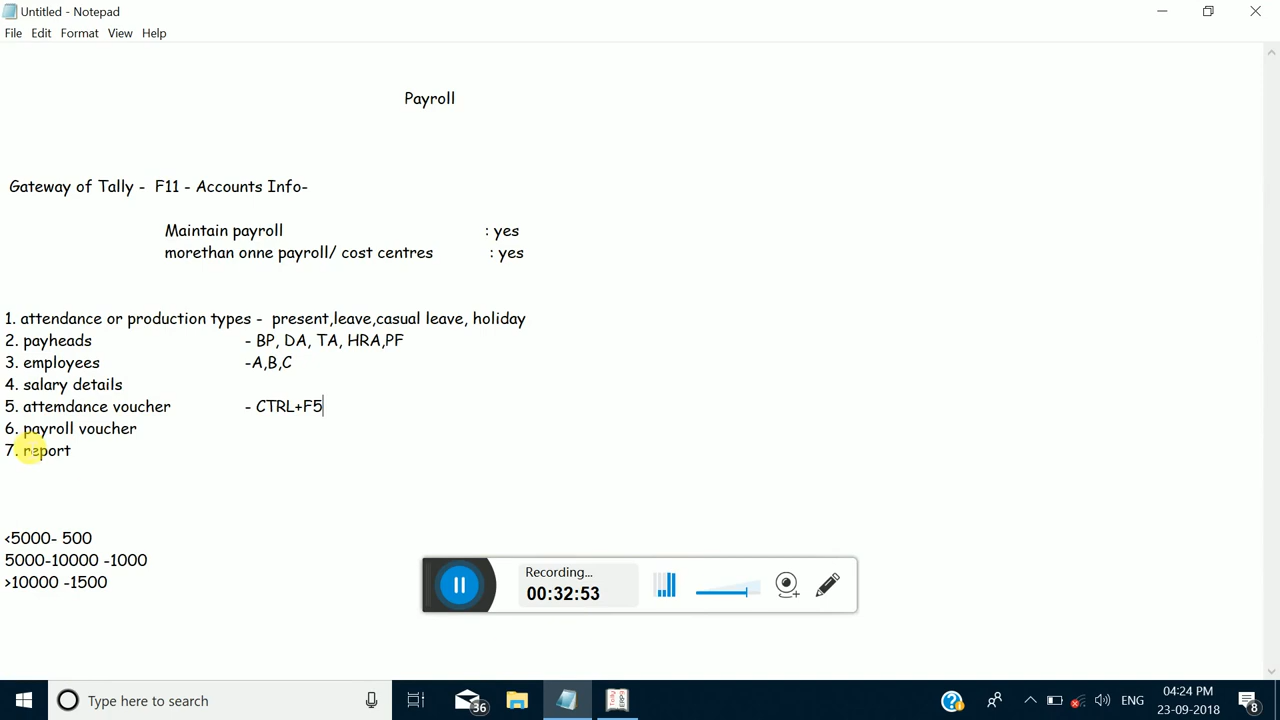 Untitled - Notepad
File Edit Format View Help
Payroll
Gateway of Tally - F11 - Accounts Info-
Maintain payroll : yes
morethan onne payroll/ cost centres : yes
1. attendance or production types - present,leave,casual leave, holiday
2. payheads - BP, DA, TA, HRA,PF
3. employees -A,B,C
4. salary details
5. attemdance voucher - CTRL+F5
6. payroll voucher
7. report
<5000- 500
5000-10000 -1000
>10000 -1500
Recording...
00:32:53
Type here to search
36
ENG
04:24 PM
23-09-2018
8